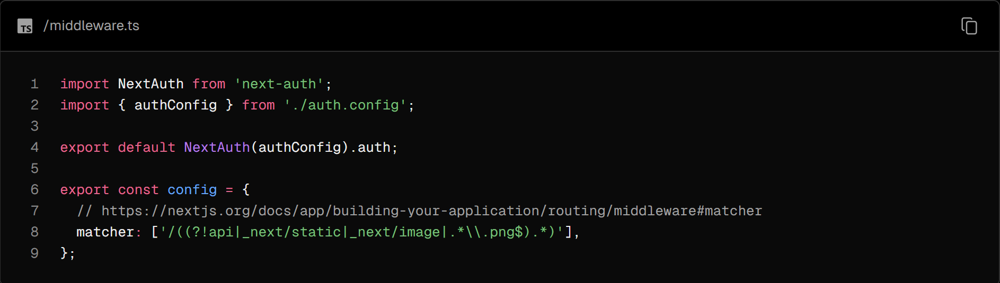 TS /middleware.ts
1 import NextAuth from 'next-auth';
2 import { authConfig } from './auth.config';
3
4 export default NextAuth(authConfig).auth;
5
6 export const config = {
7   // https://nextjs.org/docs/app/building-your-application/routing/middleware#matcher
8   matcher: ['/((?!api|_next/static|_next/image|.*\\.png$).*)'],
9 };